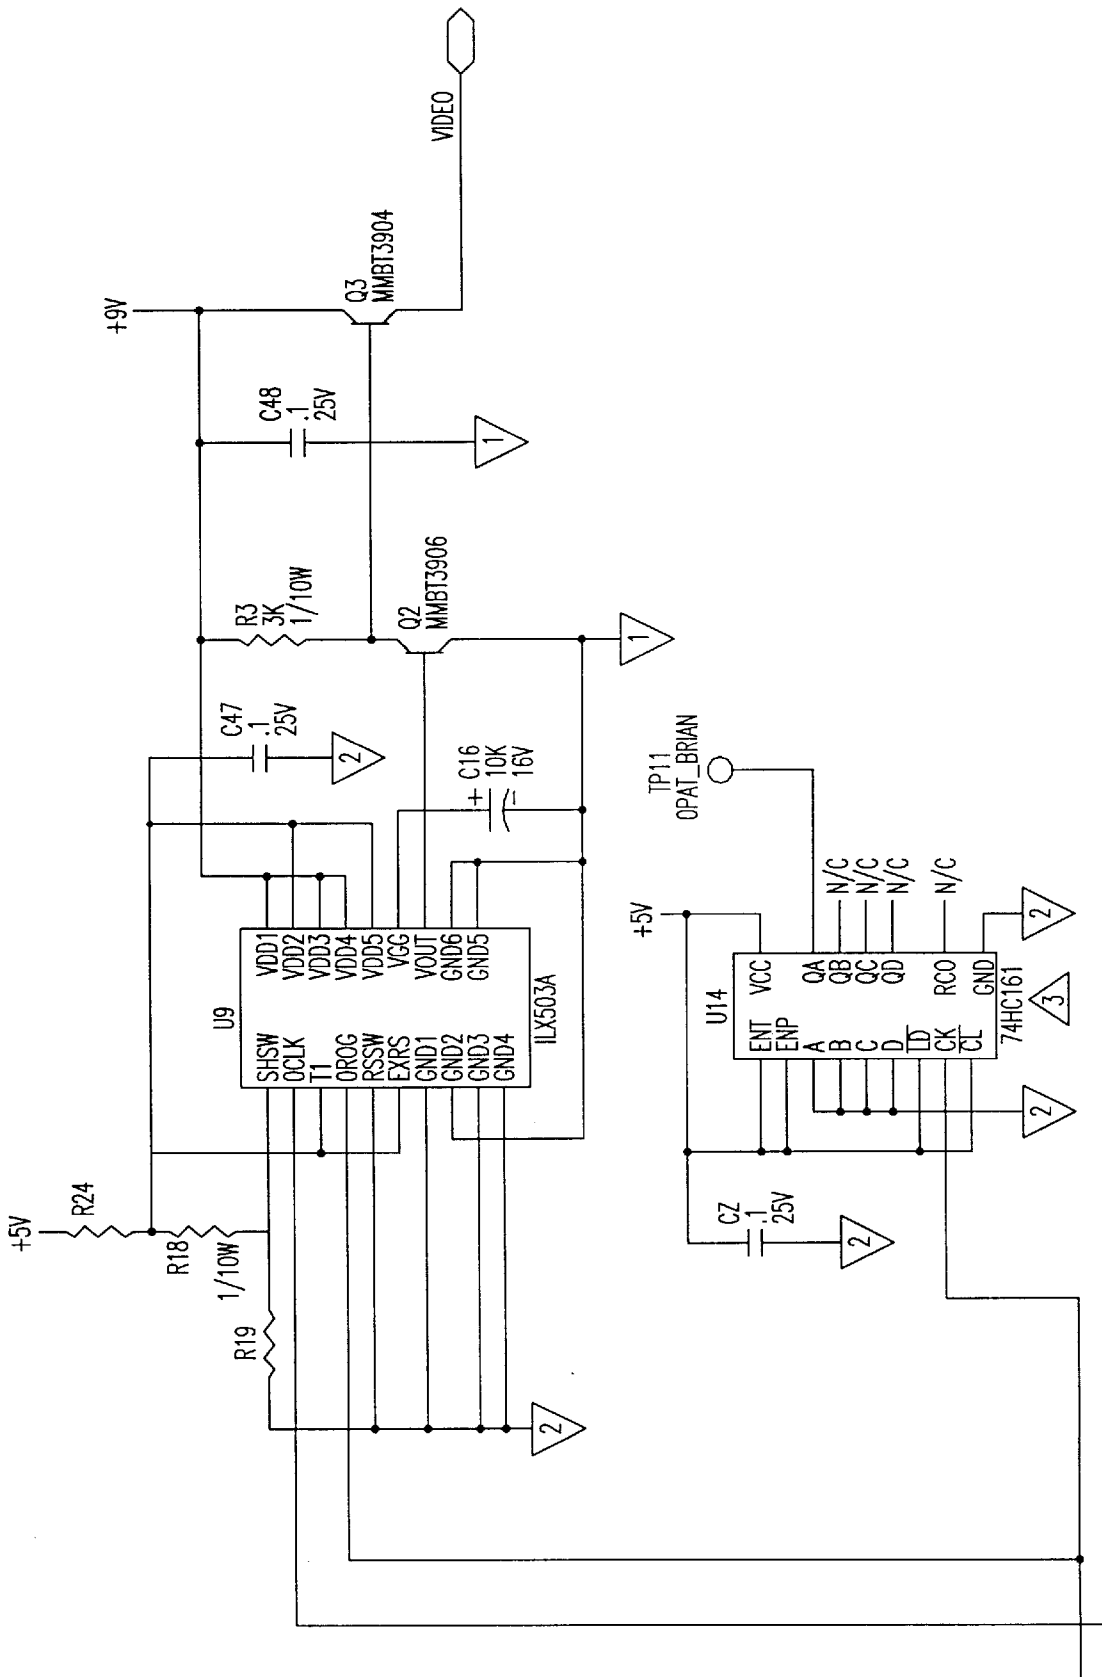 +5V
R24
R18
1/10W
R19
2
U9
SHSW
OCLK
T1
OROG
RSSW
EXRS
GND1
GND2
GND3
GND4
VDD1
VDD2
VDD3
VDD4
VDD5
VGG
VOUT
GND6
GND5
ILX503A
C47
.1
25V
2
+ C16
10K
− 16V
R3
3K
1/10W
Q2
MMBT3906
1
C48
.1
25V
1
+9V
Q3
MMBT3904
VIDEO
CZ
.1
25V
2
+5V
U14
ENT
ENP
A
B
C
D
LD
CK
CL
VCC
QA
QB
QC
QD
RCO
GND
74HC161
3
2
2
N/C
N/C
N/C
N/C
TP11
OPAT_BRIAN